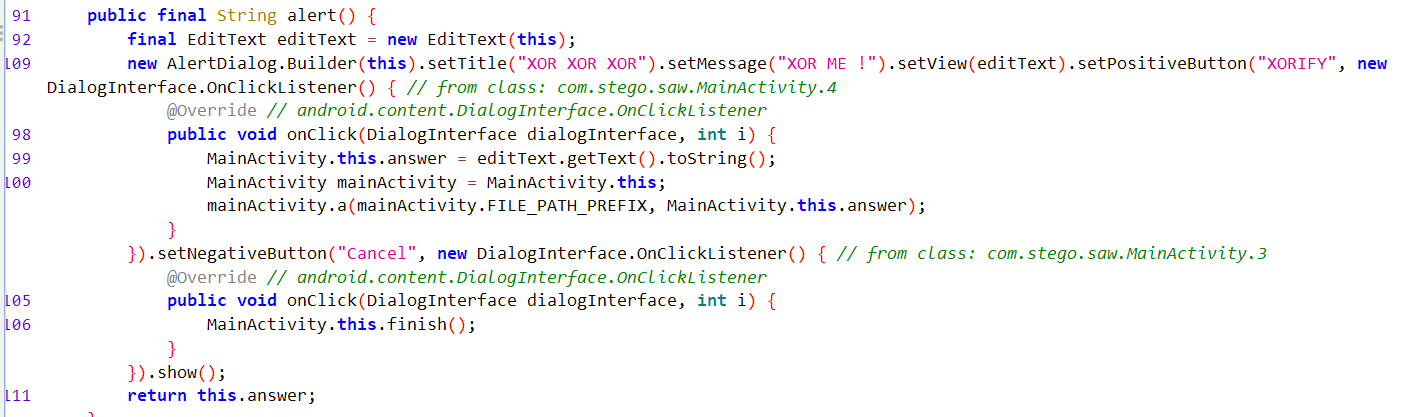 91 public final String alert() {
92 final EditText editText = new EditText(this);
109 new AlertDialog.Builder(this).setTitle("XOR XOR XOR").setMessage("XOR ME !").setView(editText).setPositiveButton("XORIFY", new
DialogInterface.OnClickListener() { // from class: com.stego.saw.MainActivity.4
@Override // android.content.DialogInterface.OnClickListener
98 public void onClick(DialogInterface dialogInterface, int i) {
99 MainActivity.this.answer = editText.getText().toString();
100 MainActivity mainActivity = MainActivity.this;
mainActivity.a(mainActivity.FILE_PATH_PREFIX, MainActivity.this.answer);
}
}).setNegativeButton("Cancel", new DialogInterface.OnClickListener() { // from class: com.stego.saw.MainActivity.3
@Override // android.content.DialogInterface.OnClickListener
105 public void onClick(DialogInterface dialogInterface, int i) {
106 MainActivity.this.finish();
}
}).show();
111 return this.answer;